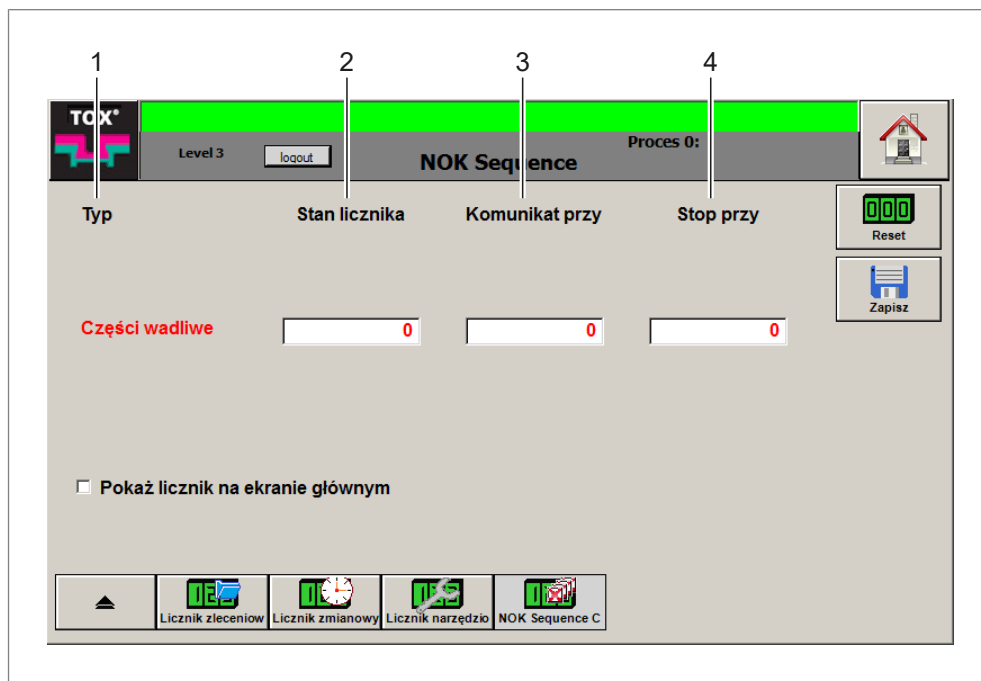 1 2 3 4
TOX®
Level 3 logout NOK Sequence Proces 0:
Typ Stan licznika Komunikat przy Stop przy
000
Reset
Zapisz
Części wadliwe 0 0 0
Pokaż licznik na ekranie głównym
Licznik zleceniow Licznik zmianowy Licznik narzędzio NOK Sequence C